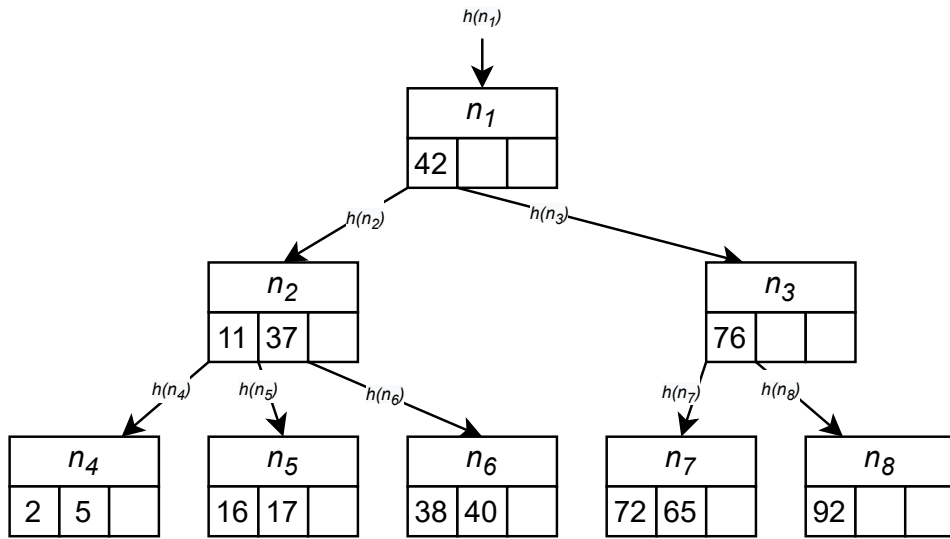 h(n₁)
n₁
42
h(n₂) h(n₃)
n₂ n₃
11 37 76
h(n₄) h(n₅) h(n₆) h(n₇) h(n₈)
n₄ n₅ n₆ n₇ n₈
2 5 16 17 38 40 72 65 92